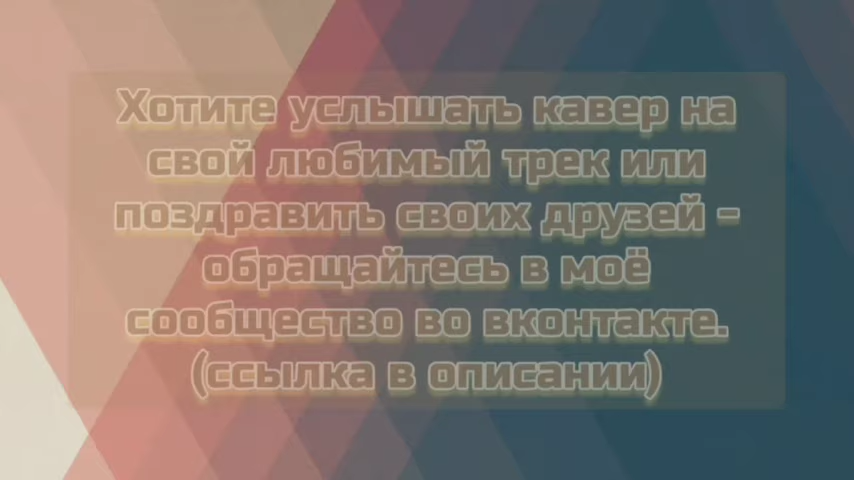 Хотите услышать кавер на
свой любимый трек или
поздравить своих друзей -
обращайтесь в моё
сообщество во вконтакте.
(ссылка в описании)